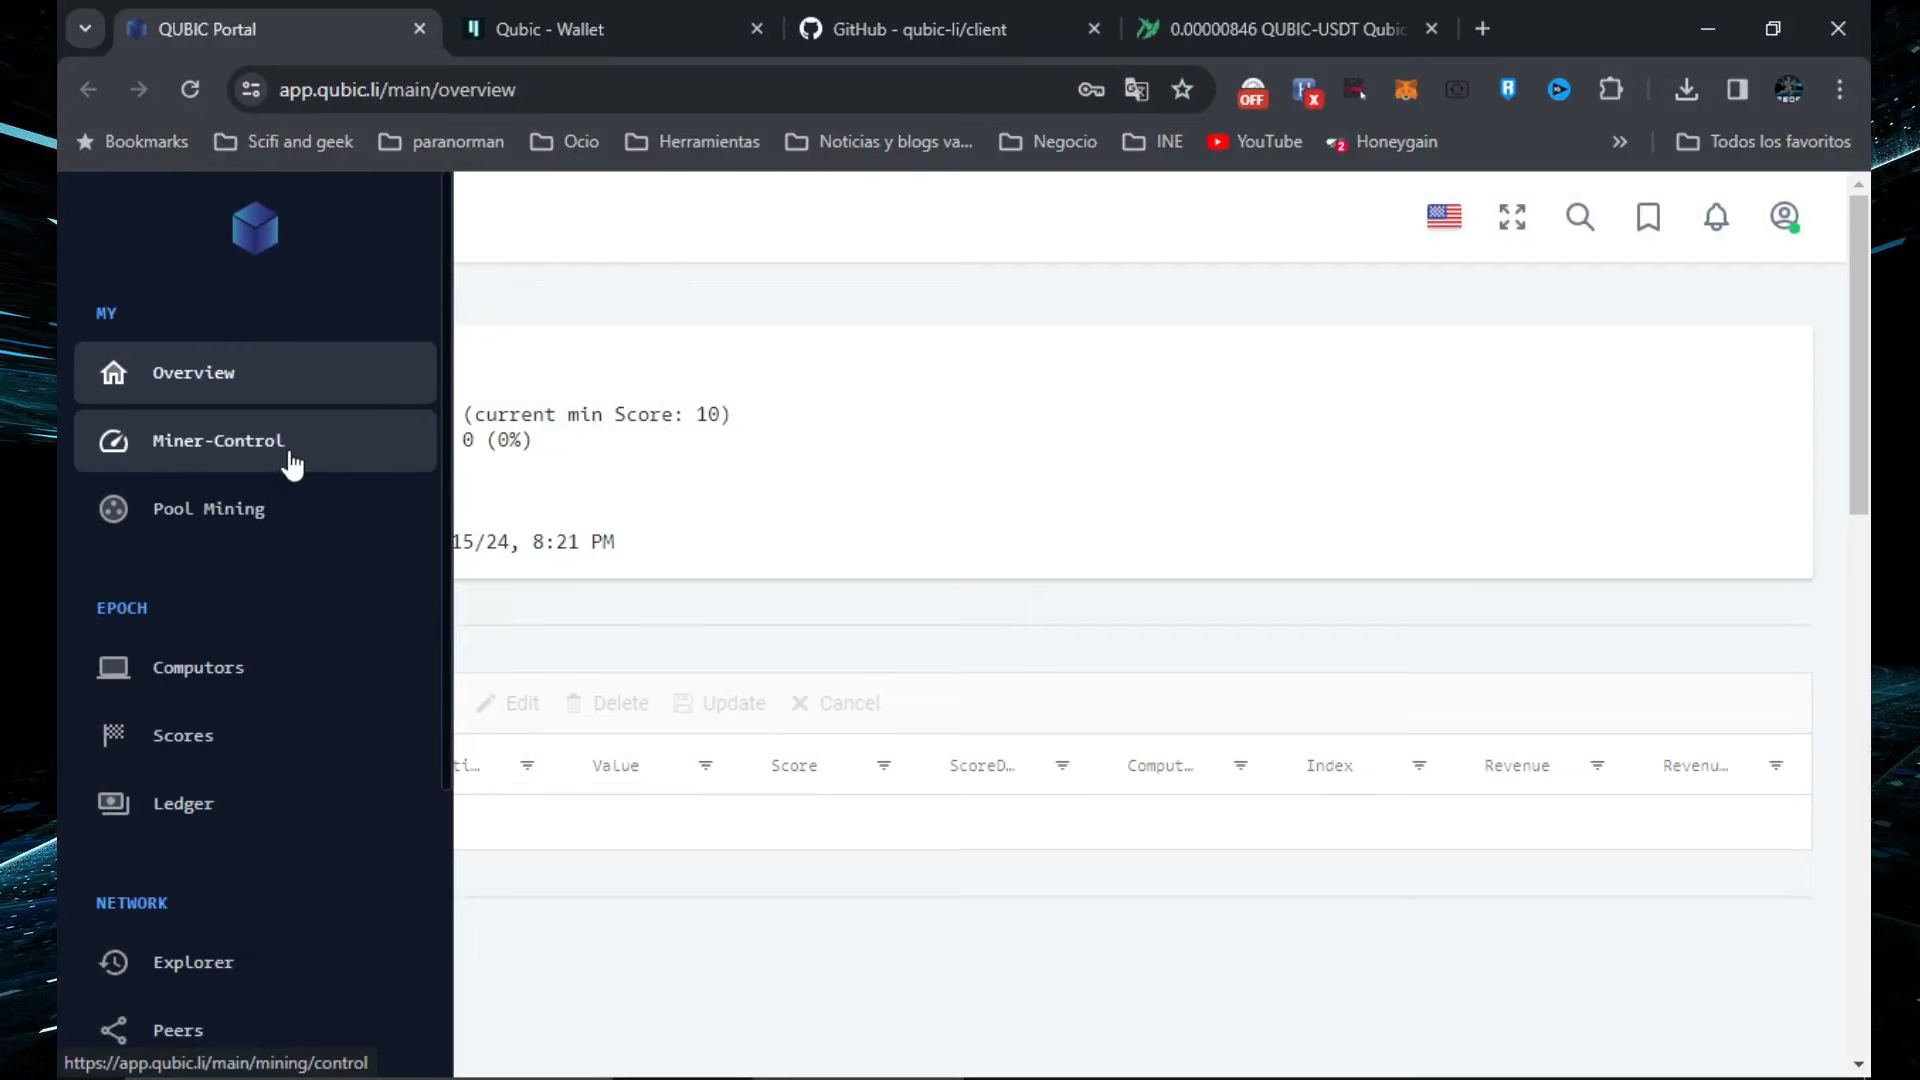 QUBIC Portal
Qubic - Wallet
GitHub - qubic-li/client
0.00000846 QUBIC-USDT Qubic
app.qubic.li/main/overview
OFF
X
Bookmarks
Scifi and geek
paranorman
Ocio
Herramientas
Noticias y blogs va...
Negocio
INE
YouTube
2
Honeygain
Todos los favoritos
MY
Overview
Miner-Control
Pool Mining
EPOCH
Computors
Scores
Ledger
NETWORK
Explorer
Peers
(current min Score: 10)
0 (0%)
15/24, 8:21 PM
Edit
Delete
Update
Cancel
ti…
Value
Score
ScoreD…
Comput…
Index
Revenue
Revenu…
https://app.qubic.li/main/mining/control